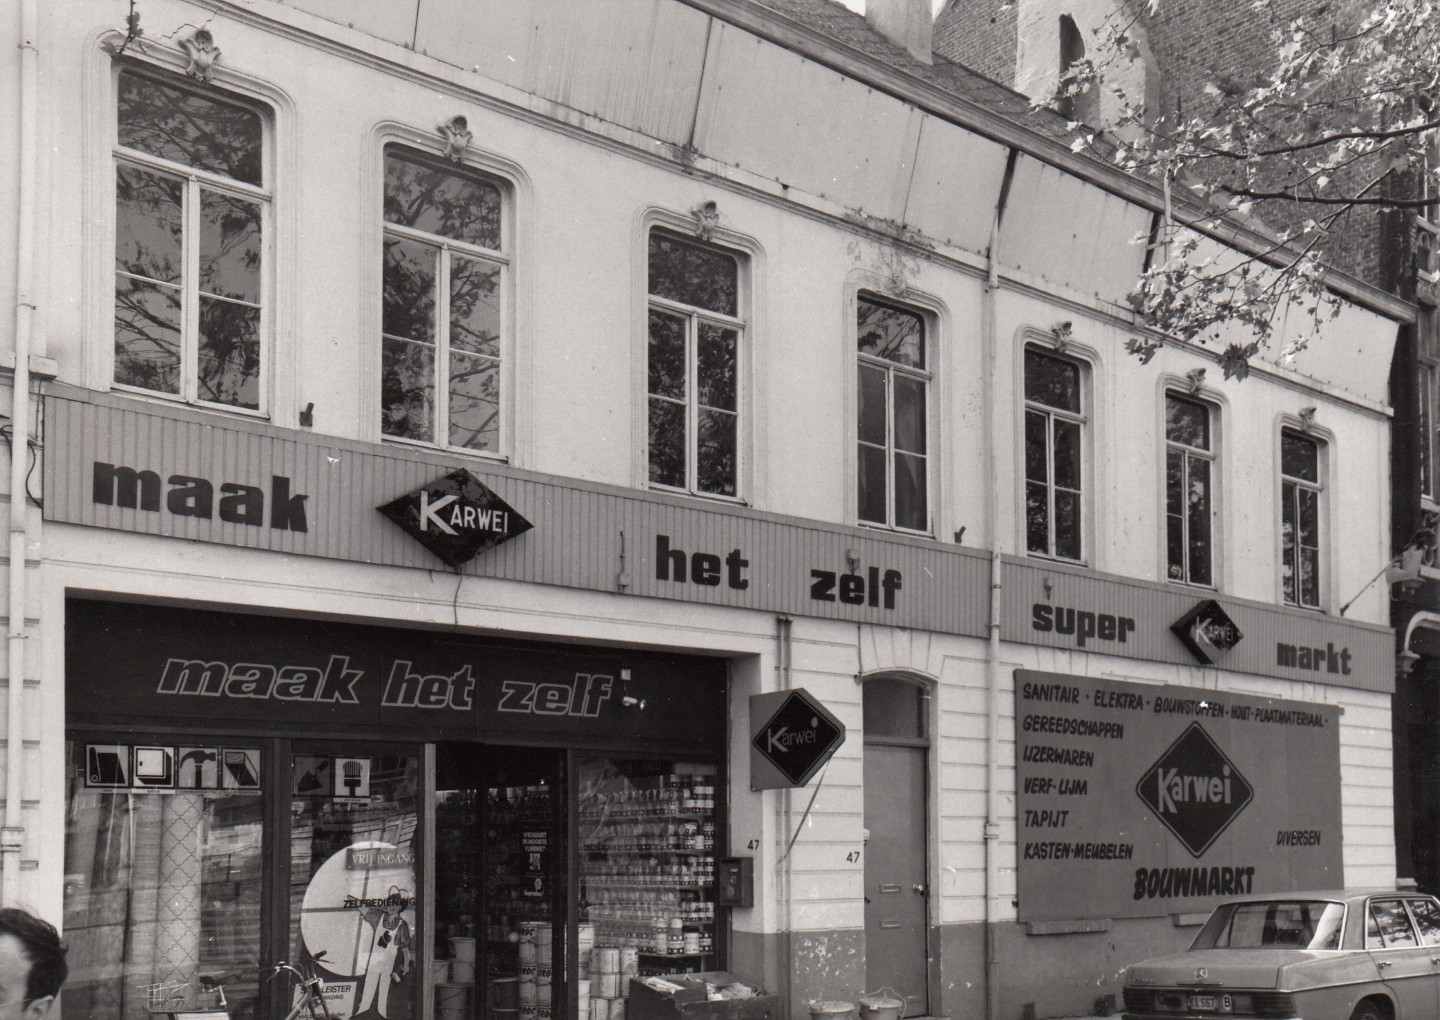 maak KARWEI het zelf super KARWEI markt
maak het zelf
Karwei
SANITAIR · ELEKTRA · BOUWSTOFFEN · HOUT · PLAATMATERIAAL ·
GEREEDSCHAPPEN
IJZERWAREN
VERF - LIJM
TAPIJT
KASTEN - MEUBELEN
Karwei
DIVERSEN
BOUWMARKT
VRIJ INGANG
ZELFBEDIENING
47
47
B